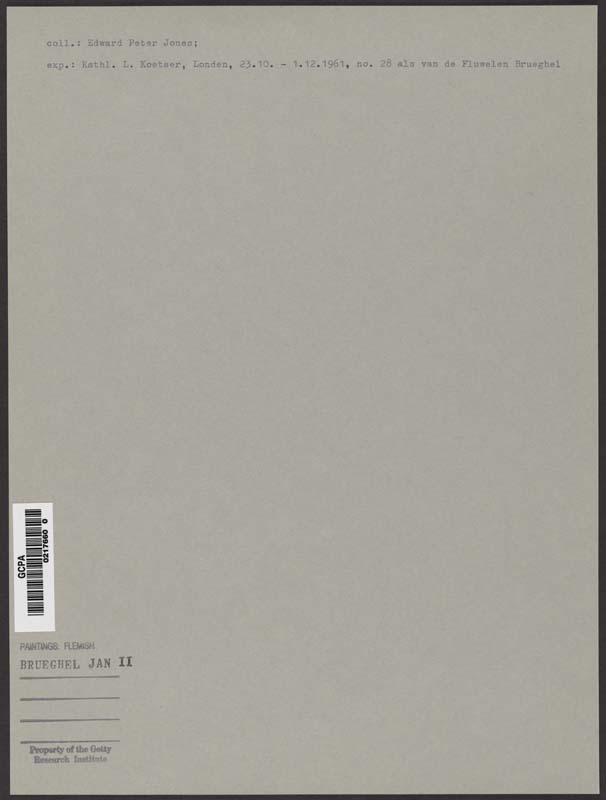 coll.: Edward Peter Jones;
exp.: Ksthl. L. Koetser, Londen, 23.10. - 1.12.1961, no. 28 als van de Fluwelen Brueghel
GCPA
0217660 0
PAINTINGS: FLEMISH
BRUEGHEL JAN II
Property of the Getty
Research Institute